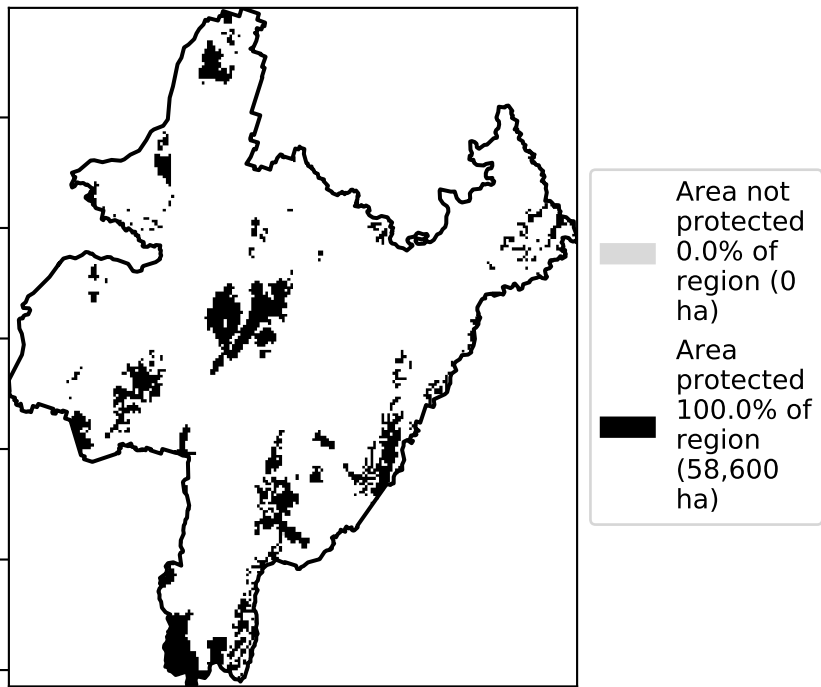 Area not
protected
0.0% of
region (0
ha)
Area
protected
100.0% of
region
(58,600
ha)